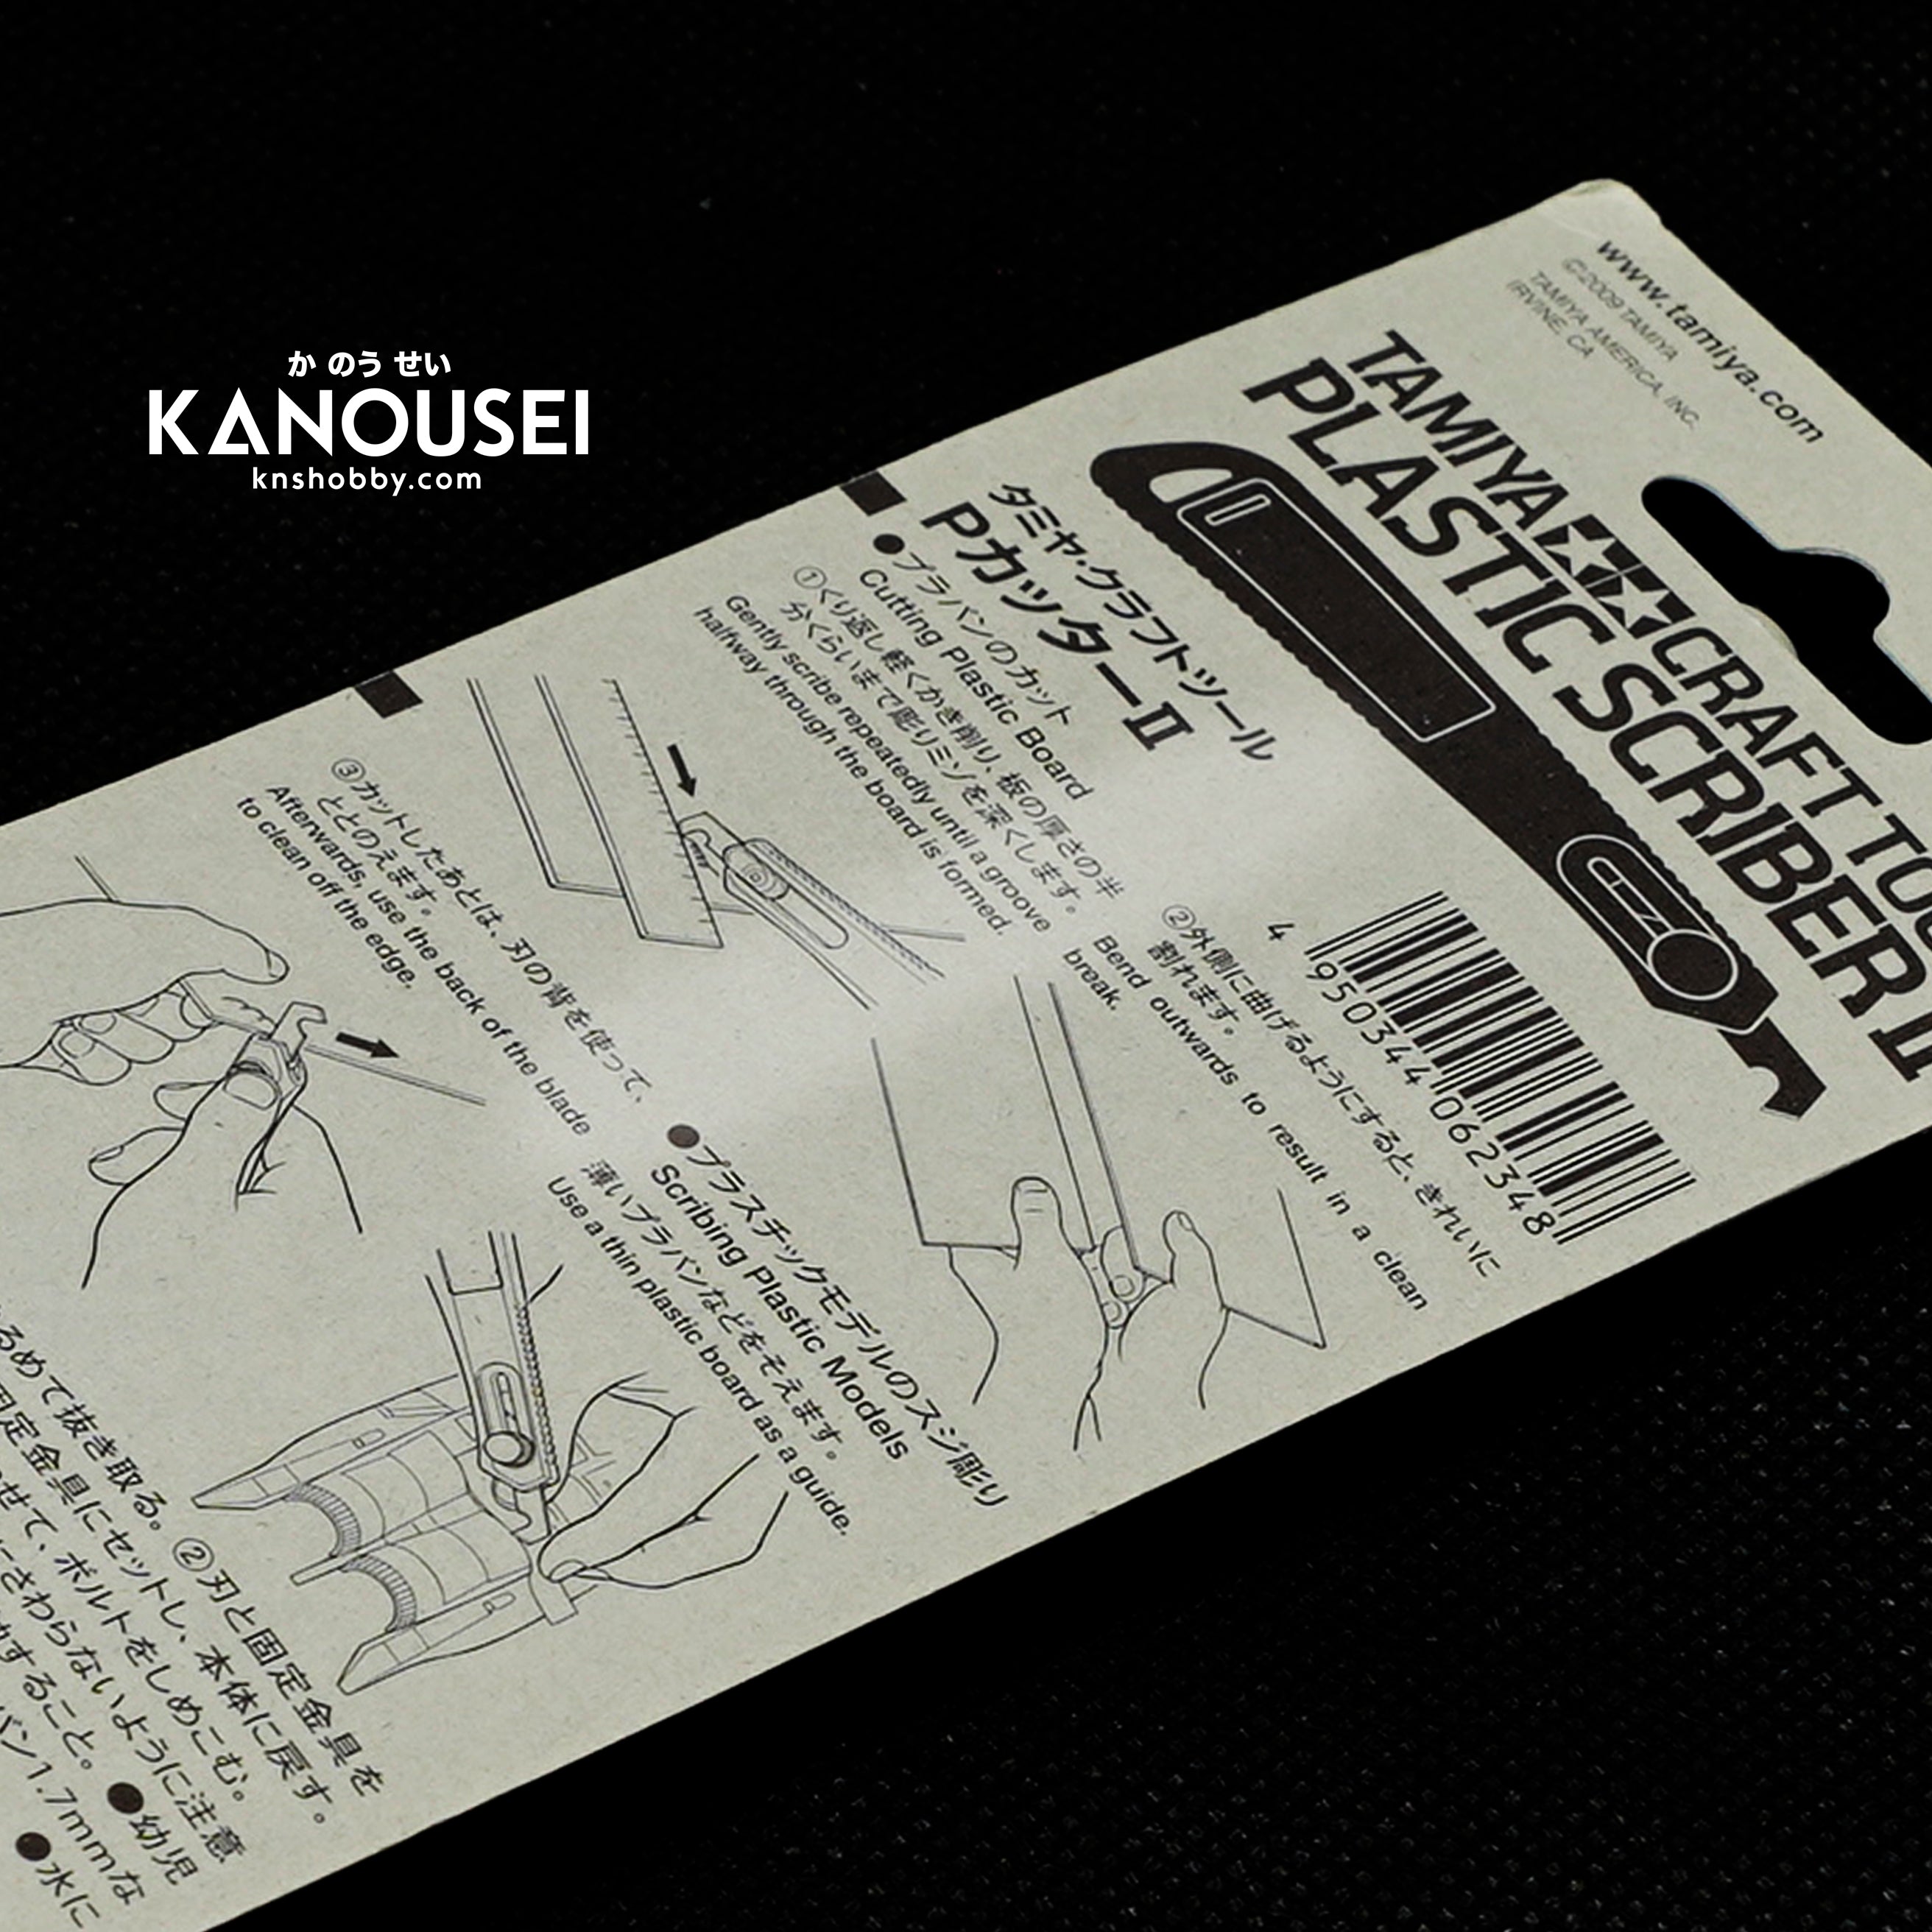 か のう せい
KANOUSEI
knshobby.com
www.tamiya.com
©2009 TAMIYA
TAMIYA AMERICA, INC.
IRVINE, CA
TAMIYA CRAFT TOO
PLASTIC SCRIBER II
タミヤ・クラフトツール
PカッターII
●プラバンのカット
Cutting Plastic Board
①くり返し軽くかき削り、板の厚さの半
分くらいまで彫りミゾを深くします。
Gently scribe repeatedly until a groove
halfway through the board is formed.
4 950344 062348
②外側に曲げるようにすると、きれいに
割れます。
Bend outwards to result in a clean
break.
③カットしたあとは、刃の背を使って、
ととのえます。
Afterwards, use the back of the blade
to clean off the edge.
●プラスチックモデルのスジ彫り
Scribing Plastic Models
薄いプラバンなどをそえます。
Use a thin plastic board as a guide.
るめて抜き取る。②刃と固定金具を
固定金具にセットし、本体に戻す。
せて、ボルトをしめこむ。
にさわらないように注意
すること。●幼児
バン1.7mmな
●水に